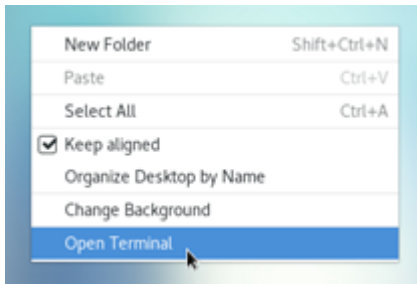 New Folder Shift+Ctrl+N
Paste Ctrl+V
Select All Ctrl+A
Keep aligned
Organize Desktop by Name
Change Background
Open Terminal